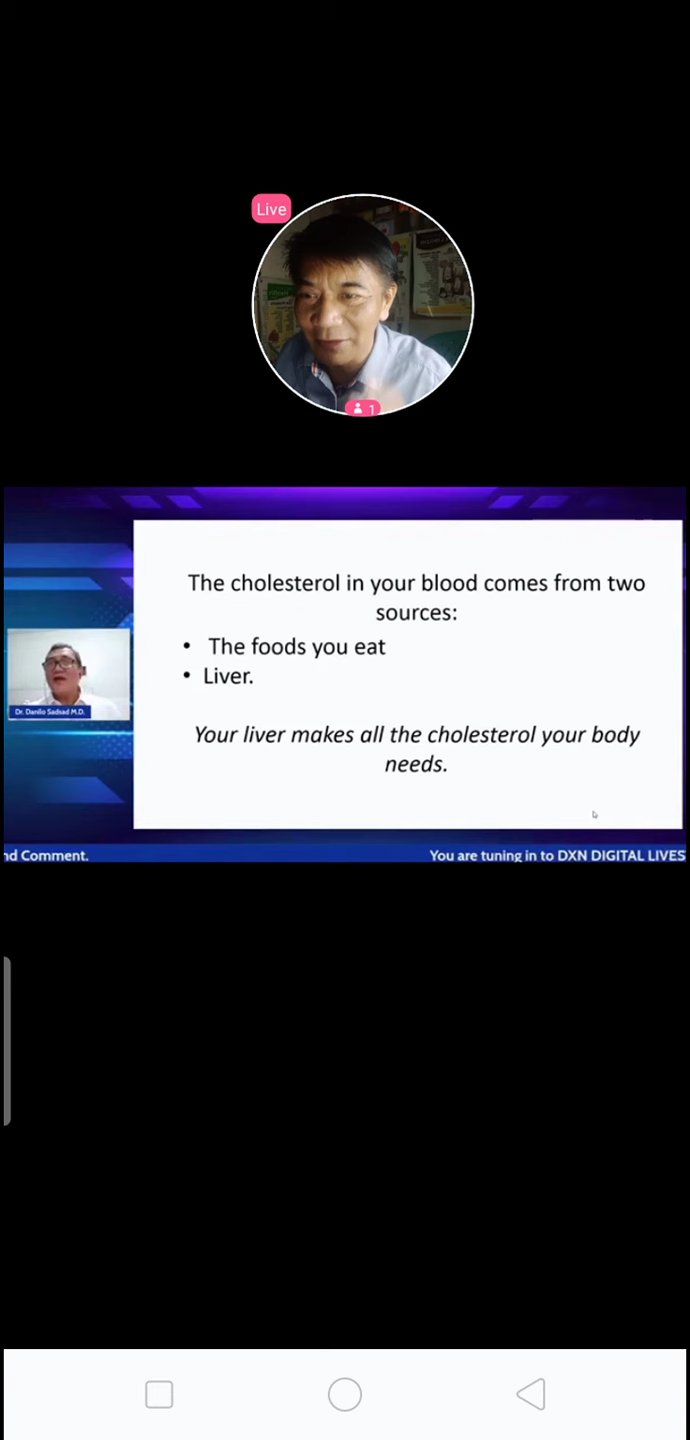 Live
1
The cholesterol in your blood comes from two
sources:
• The foods you eat
• Liver.
Your liver makes all the cholesterol your body
needs.
Dr. Danilo Sadsad M.D.
nd Comment.
You are tuning in to DXN DIGITAL LIVES